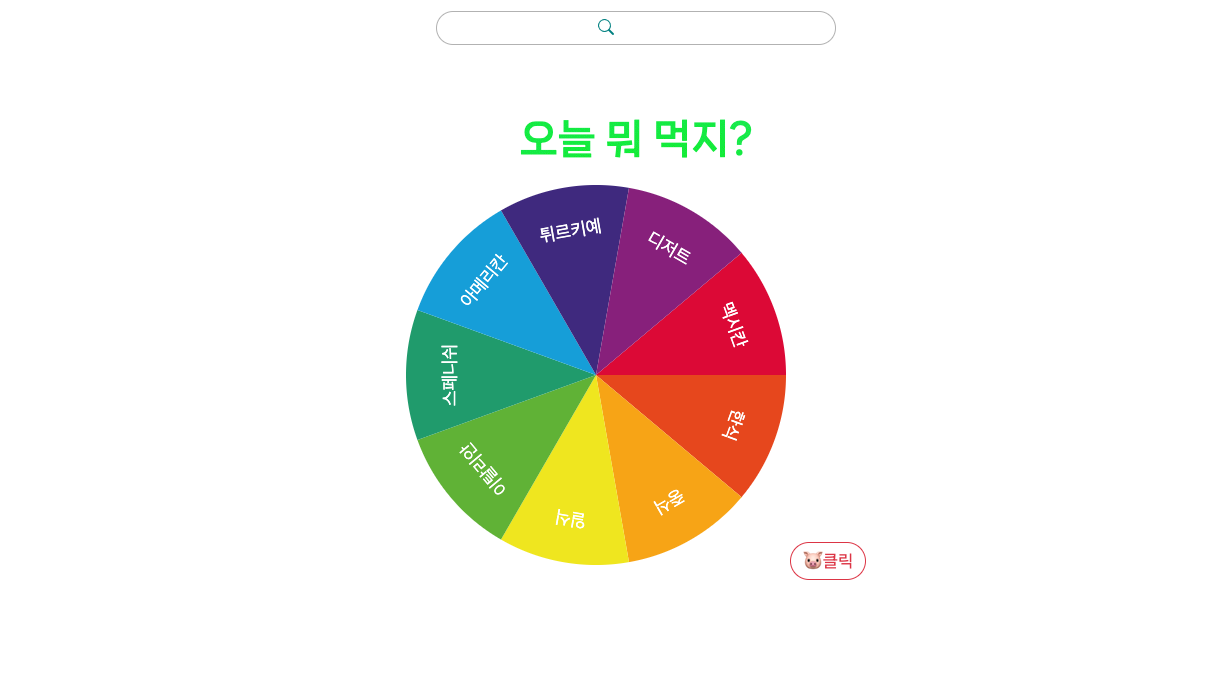 오늘 뭐 먹지?
튀르키예
디저트
멕시칸
한식
중식
일식
이탈리안
스페니쉬
아메리칸
🐷클릭